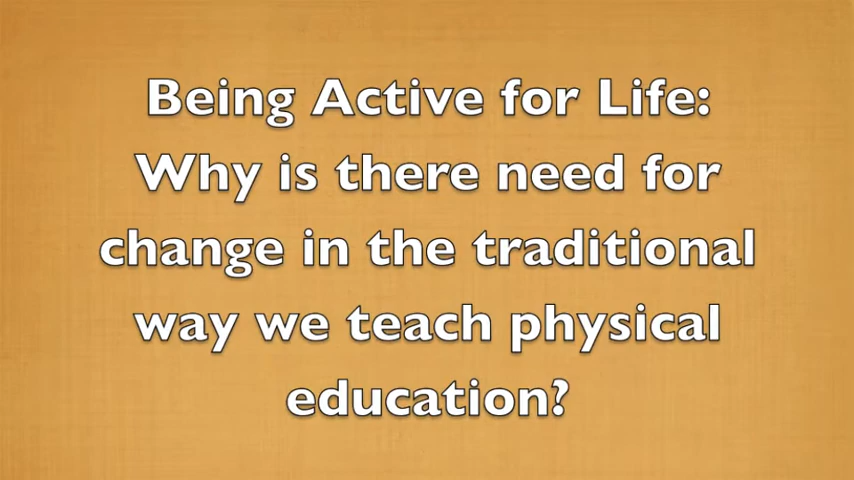 Being Active for Life:
Why is there need for
change in the traditional
way we teach physical
education?